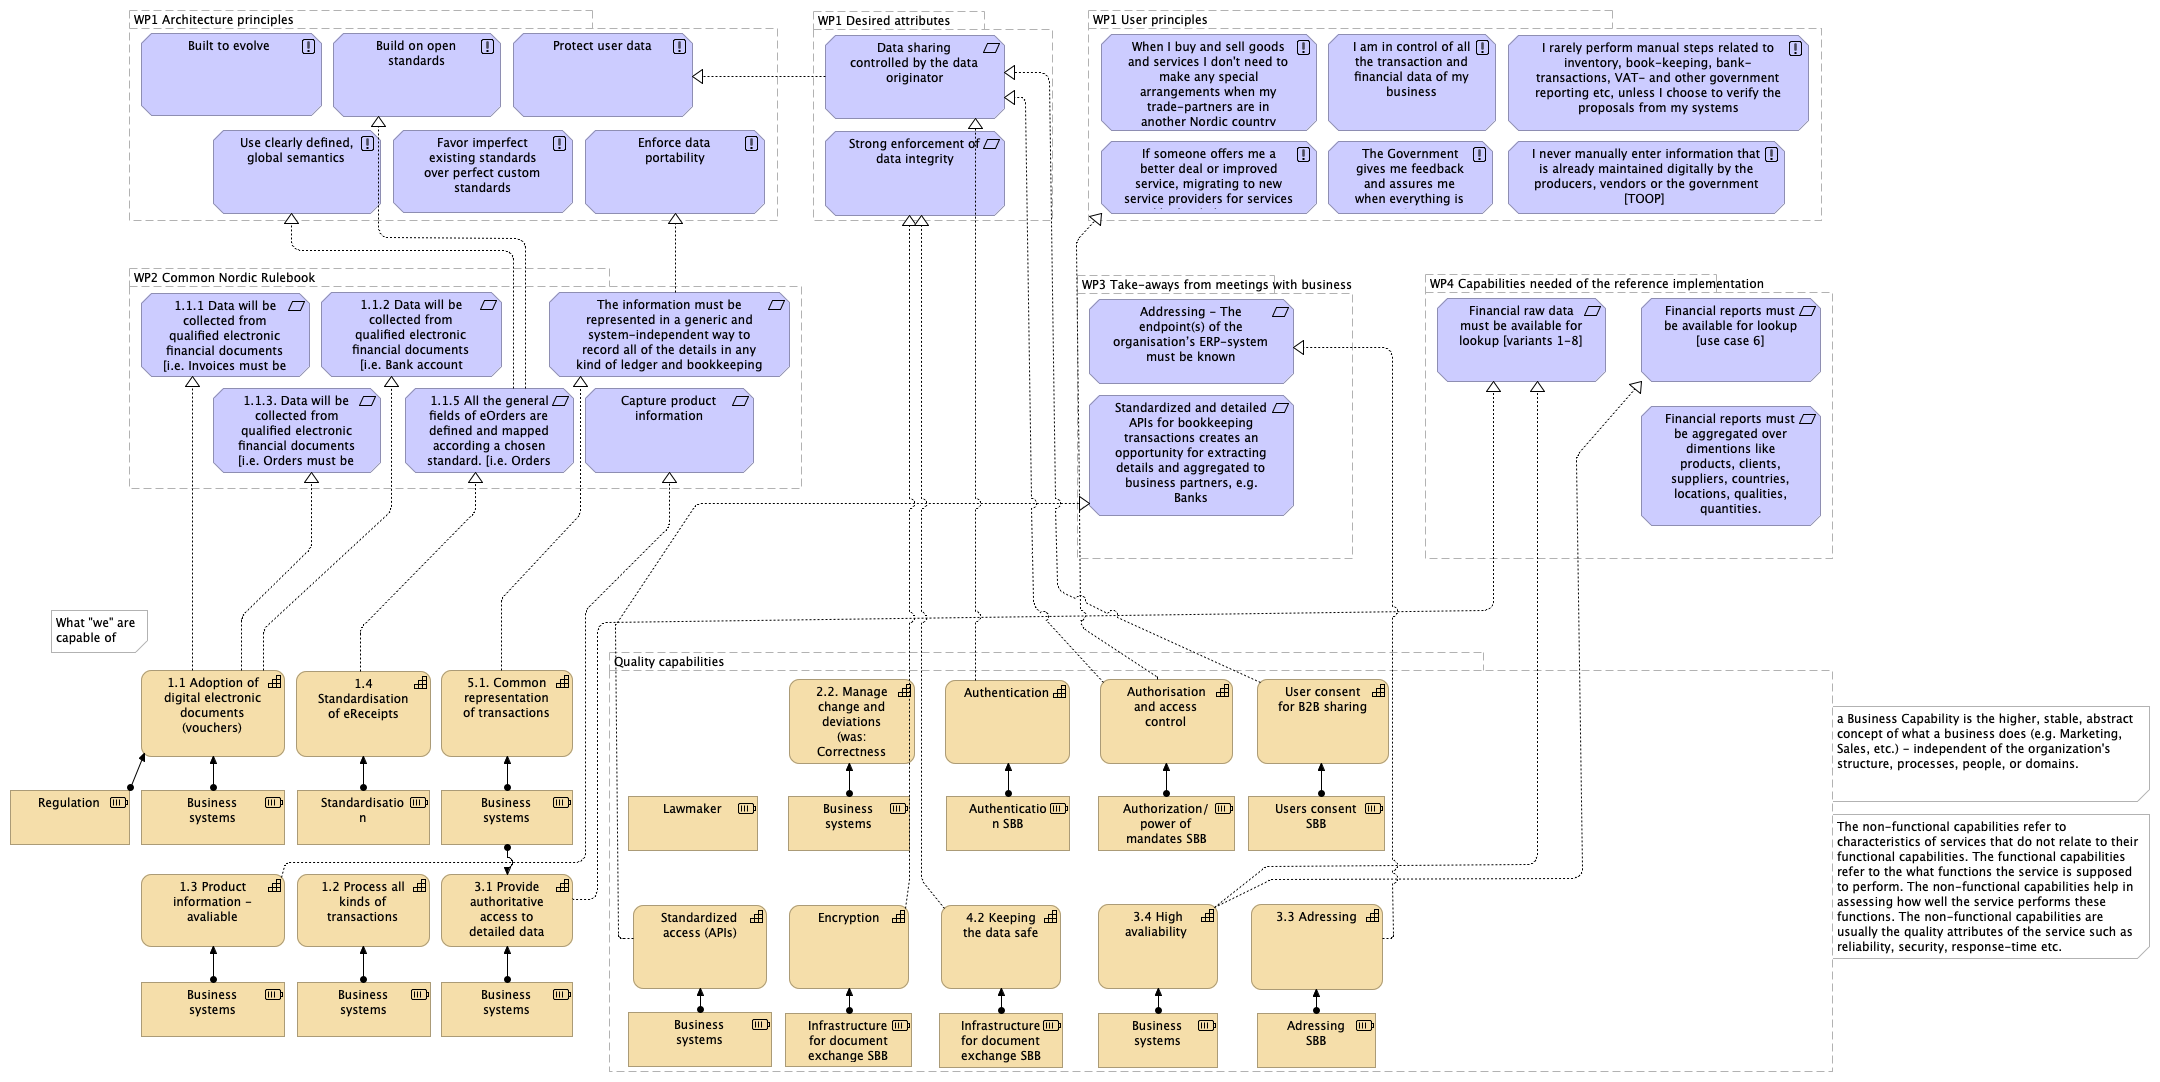 WP1 Architecture principles
Built to evolve
Build on open
standards
Protect user data
Use clearly defined,
global semantics
Favor imperfect
existing standards
over perfect custom
standards
Enforce data
portability
WP1 Desired attributes
Data sharing
controlled by the data
originator
Strong enforcement of
data integrity
WP1 User principles
When I buy and sell goods
and services I don't need to
make any special
arrangements when my
trade-partners are in
another Nordic country
I am in control of all
the transaction and
financial data of my
business
I rarely perform manual steps related to
inventory, book-keeping, bank-
transactions, VAT- and other government
reporting etc, unless I choose to verify the
proposals from my systems
If someone offers me a
better deal or improved
service, migrating to new
service providers for services
The Government
gives me feedback
and assures me
when everything is
I never manually enter information that
is already maintained digitally by the
producers, vendors or the government
[TOOP]
WP2 Common Nordic Rulebook
1.1.1 Data will be
collected from
qualified electronic
financial documents
[i.e. Invoices must be
1.1.2 Data will be
collected from
qualified electronic
financial documents
[i.e. Bank account
The information must be
represented in a generic and
system-independent way to
record all of the details in any
kind of ledger and bookkeeping
1.1.3. Data will be
collected from
qualified electronic
financial documents
[i.e. Orders must be
1.1.5 All the general
fields of eOrders are
defined and mapped
according a chosen
standard. [i.e. Orders
Capture product
information
WP3 Take-aways from meetings with business
Addressing - The
endpoint(s) of the
organisation's ERP-system
must be known
Standardized and detailed
APIs for bookkeeping
transactions creates an
opportunity for extracting
details and aggregated to
business partners, e.g.
Banks
WP4 Capabilities needed of the reference implementation
Financial raw data
must be available for
lookup [variants 1-8]
Financial reports must
be available for lookup
[use case 6]
Financial reports must
be aggregated over
dimentions like
products, clients,
suppliers, countries,
locations, qualities,
quantities.
What "we" are
capable of
1.1 Adoption of
digital electronic
documents
(vouchers)
1.4
Standardisation
of eReceipts
5.1. Common
representation
of transactions
Regulation
Business
systems
Standardisatio
n
Business
systems
1.3 Product
information -
avaliable
1.2 Process all
kinds of
transactions
3.1 Provide
authoritative
access to
detailed data
Business
systems
Business
systems
Business
systems
Quality capabilities
2.2. Manage
change and
deviations
(was:
Correctness
Authentication
Authorisation
and access
control
User consent
for B2B sharing
Lawmaker
Business
systems
Authenticatio
n SBB
Authorization/
power of
mandates SBB
Users consent
SBB
Standardized
access (APIs)
Encryption
4.2 Keeping
the data safe
3.4 High
avaliability
3.3 Adressing
Business
systems
Infrastructure
for document
exchange SBB
Infrastructure
for document
exchange SBB
Business
systems
Adressing
SBB
a Business Capability is the higher, stable, abstract
concept of what a business does (e.g. Marketing,
Sales, etc.) - independent of the organization's
structure, processes, people, or domains.
The non-functional capabilities refer to
characteristics of services that do not relate to their
functional capabilities. The functional capabilities
refer to the what functions the service is supposed
to perform. The non-functional capabilities help in
assessing how well the service performs these
functions. The non-functional capabilities are
usually the quality attributes of the service such as
reliability, security, response-time etc.